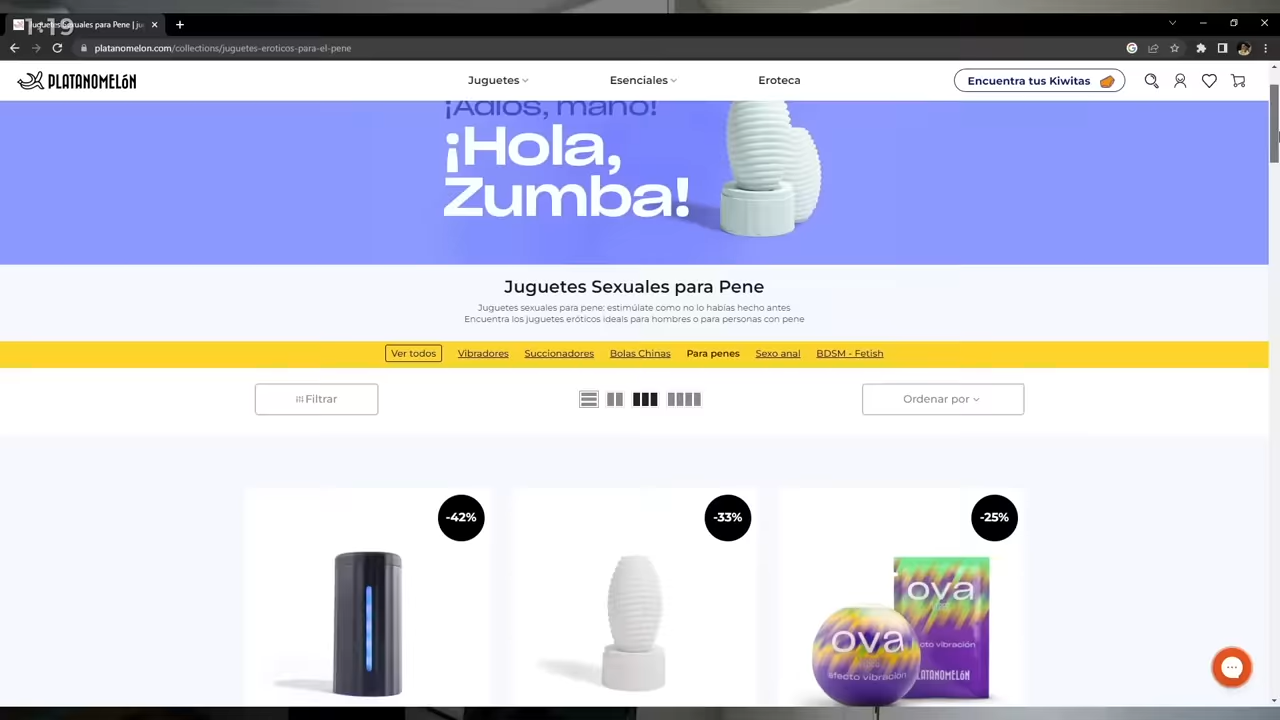 1:19
Juguetes Sexuales para Pene | ju
platanomelon.com/collections/juguetes-eroticos-para-el-pene
PLATANOMELÓN
Juguetes
Esenciales
Eroteca
Encuentra tus Kiwitas
¡Adiós, mano!
¡Hola,
Zumba!
Juguetes Sexuales para Pene
Juguetes sexuales para pene: estimúlate como no lo habías hecho antes
Encuentra los juguetes eróticos ideales para hombres o para personas con pene
Ver todos
Vibradores
Succionadores
Bolas Chinas
Para penes
Sexo anal
BDSM - Fetish
Filtrar
Ordenar por
-42%
-33%
-25%
ova
ova
efecto vibración
PLATANOMELÓN